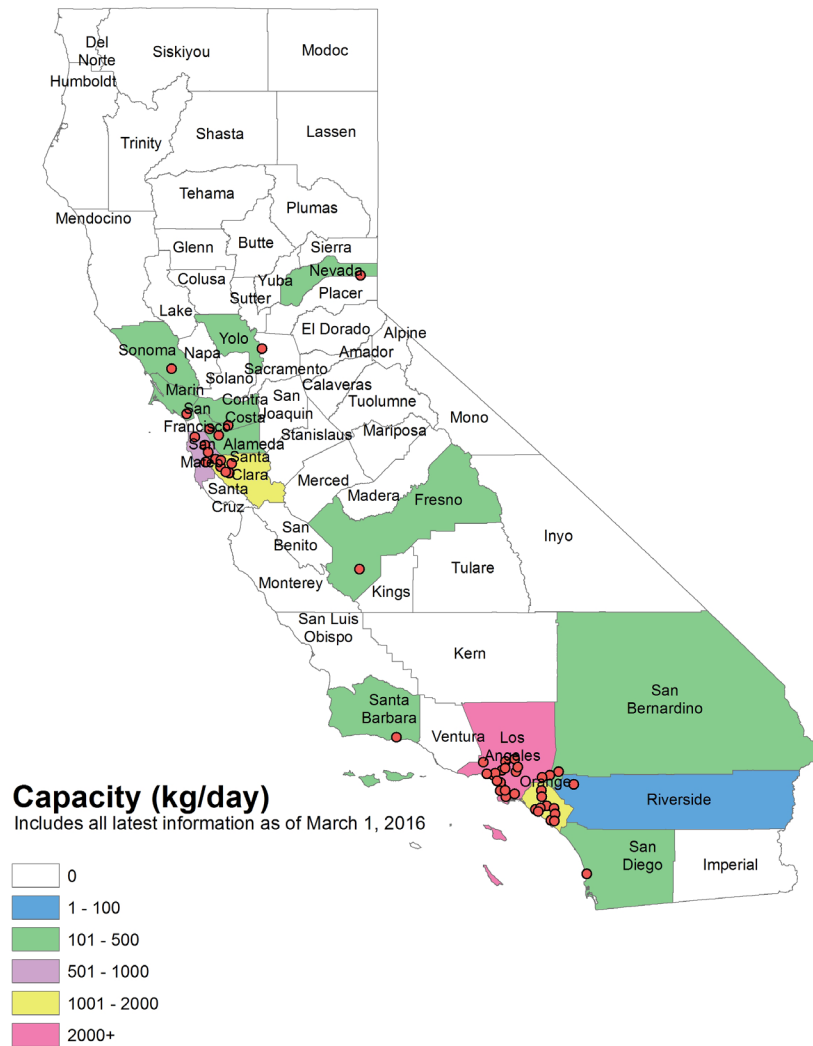 Del
Norte
Siskiyou
Modoc
Humboldt
Trinity
Shasta
Lassen
Tehama
Plumas
Mendocino
Glenn
Butte
Sierra
Nevada
Colusa
Yuba
Sutter
Placer
Lake
El Dorado
Alpine
Yolo
Sonoma
Napa
Amador
Sacramento
Solano
Calaveras
Marin
San
Francisco
Contra
Costa
San
Joaquin
Tuolumne
Mono
San
Mateo
Alameda
Stanislaus
Mariposa
Santa
Clara
Merced
Santa
Cruz
Madera
Fresno
San
Benito
Inyo
Monterey
Kings
Tulare
San Luis
Obispo
Kern
Santa
Barbara
San
Bernardino
Ventura
Los
Angeles
Orange
Riverside
San
Diego
Imperial
Capacity (kg/day)
Includes all latest information as of March 1, 2016
0
1 - 100
101 - 500
501 - 1000
1001 - 2000
2000+